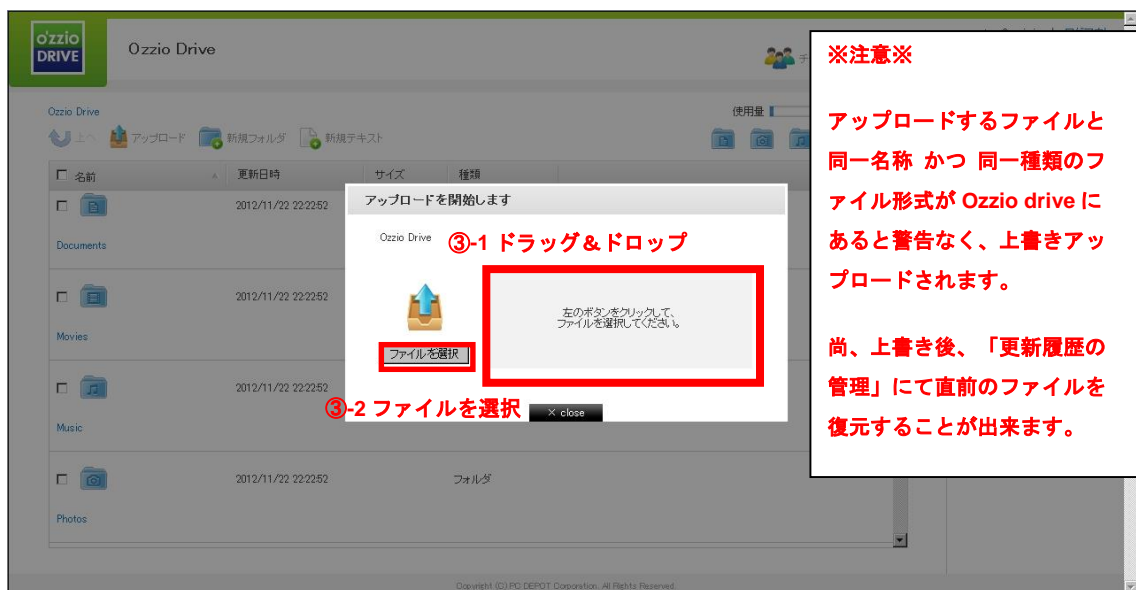 o'zzio
DRIVE
Ozzio Drive
Ozzio Drive
使用量
上へ アップロード 新規フォルダ 新規テキスト
名前 更新日時 サイズ 種類
2012/11/22 22:22:52
Documents
2012/11/22 22:22:52
Movies
2012/11/22 22:22:52
Music
2012/11/22 22:22:52 フォルダ
Photos
アップロードを開始します
Ozzio Drive
③-1 ドラッグ&ドロップ
左のボタンをクリックして、
ファイルを選択してください。
ファイルを選択
③-2 ファイルを選択
× close
※注意※
アップロードするファイルと
同一名称 かつ 同一種類のフ
ァイル形式が Ozzio drive に
あると警告なく、上書きアッ
プロードされます。
尚、上書き後、「更新履歴の
管理」にて直前のファイルを
復元することが出来ます。
Copyright (C) PC DEPOT Corporation. All Rights Reserved.